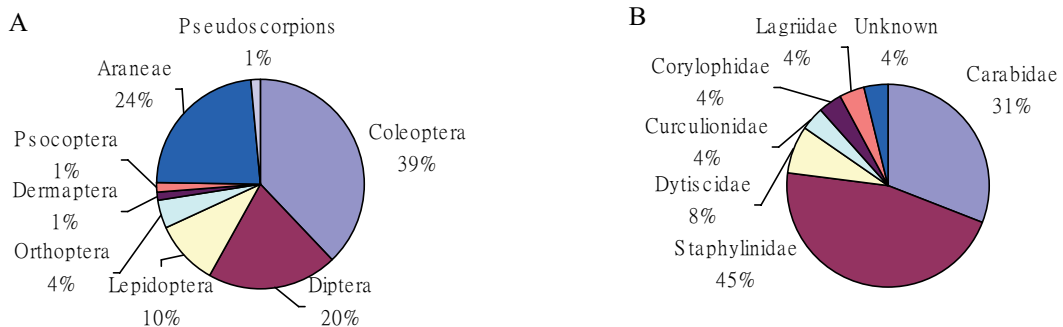 A
Pseudoscorpions
1%
Araneae
24%
Coleoptera
39%
Psocoptera
1%
Dermaptera
1%
Orthoptera
4%
Lepidoptera
10%
Diptera
20%
B
Lagriidae
4%
Unknown
4%
Corylophidae
4%
Carabidae
31%
Curculionidae
4%
Dytiscidae
8%
Staphylinidae
45%